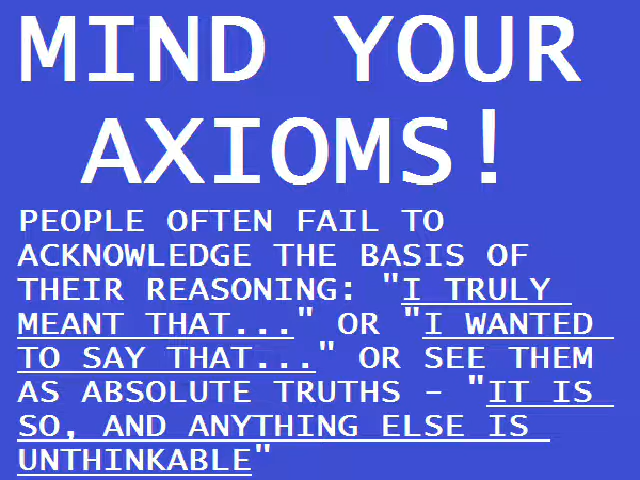 MIND YOUR
AXIOMS!
PEOPLE OFTEN FAIL TO
ACKNOWLEDGE THE BASIS OF
THEIR REASONING: "I TRULY
MEANT THAT..." OR "I WANTED
TO SAY THAT..." OR SEE THEM
AS ABSOLUTE TRUTHS – "IT IS
SO, AND ANYTHING ELSE IS
UNTHINKABLE"